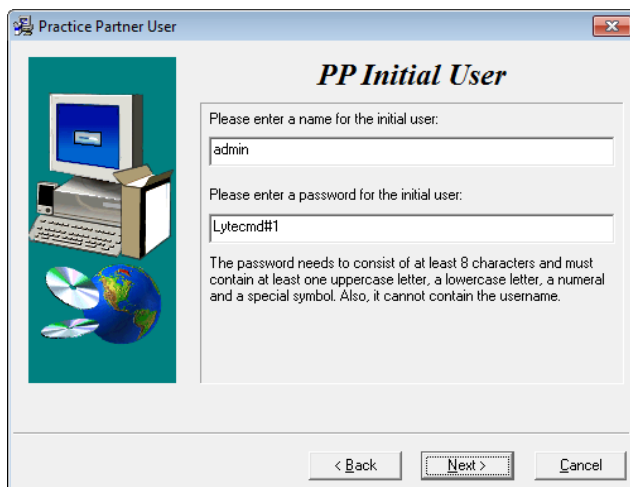 Practice Partner User
PP Initial User
Please enter a name for the initial user:
admin
Please enter a password for the initial user:
Lytecmd#1
The password needs to consist of at least 8 characters and must
contain at least one uppercase letter, a lowercase letter, a numeral
and a special symbol. Also, it cannot contain the username.
< Back
Next >
Cancel